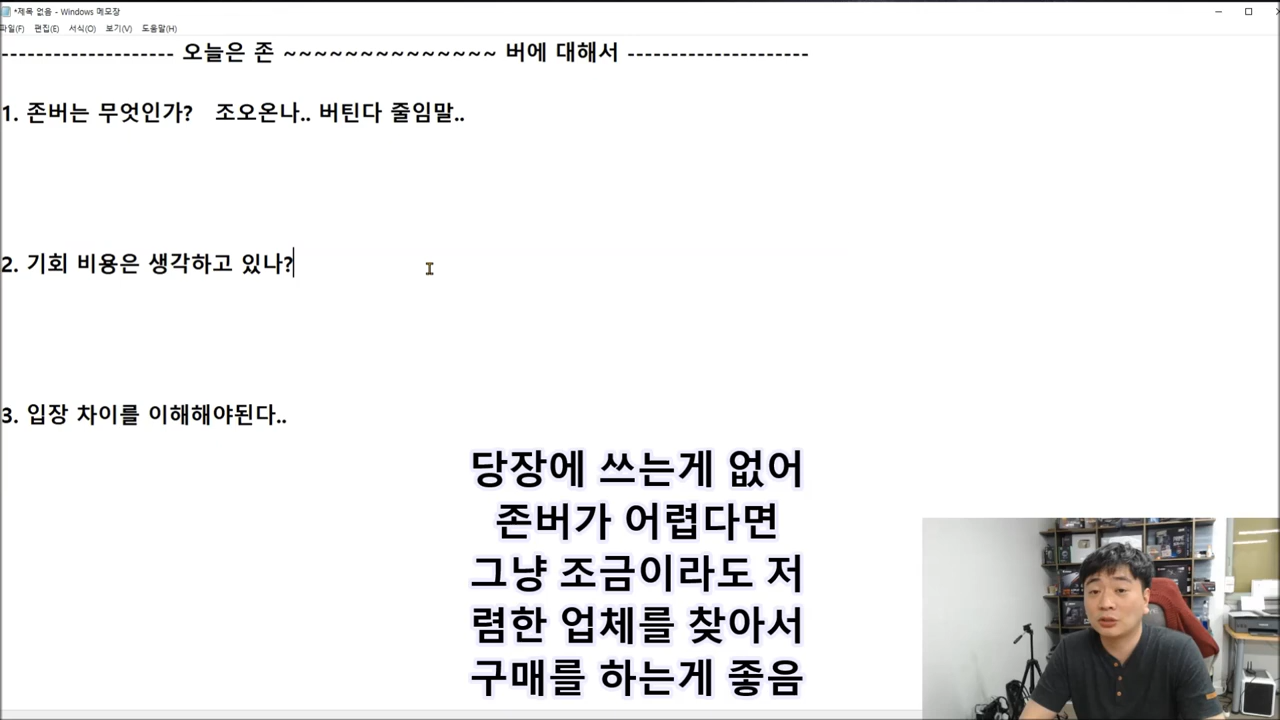 *제목 없음 - Windows 메모장
파일(F) 편집(E) 서식(O) 보기(V) 도움말(H)
-------------------- 오늘은 존 ~~~~~~~~~~~~~~ 버에 대해서 ---------------------
1. 존버는 무엇인가? 조오온나.. 버틴다 줄임말..
2. 기회 비용은 생각하고 있나?
3. 입장 차이를 이해해야된다..
당장에 쓰는게 없어
존버가 어렵다면
그냥 조금이라도 저
렴한 업체를 찾아서
구매를 하는게 좋음